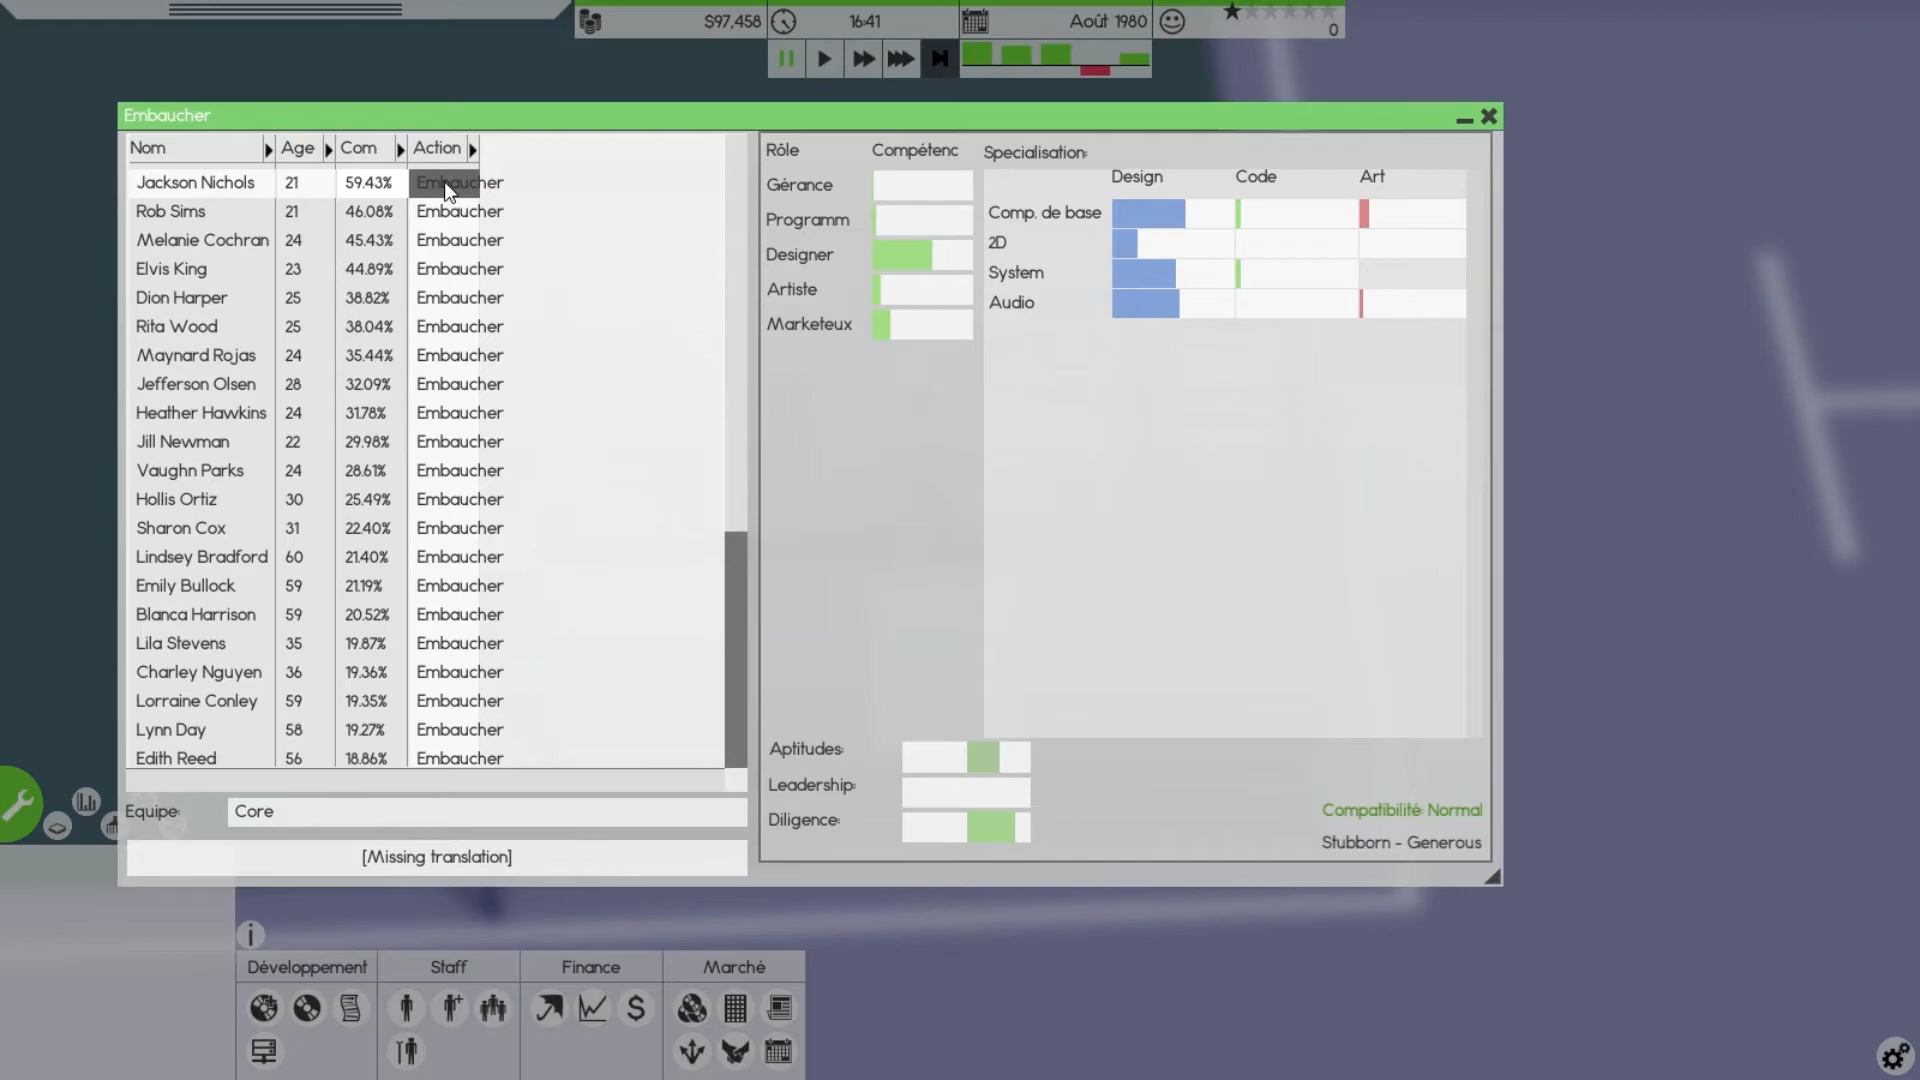 $97,458
16:41
Août 1980
0
Embaucher
Nom Age Com Action
Jackson Nichols 21 59.43% Embaucher
Rob Sims 21 46.08% Embaucher
Melanie Cochran 24 45.43% Embaucher
Elvis King 23 44.89% Embaucher
Dion Harper 25 38.82% Embaucher
Rita Wood 25 38.04% Embaucher
Maynard Rojas 24 35.44% Embaucher
Jefferson Olsen 28 32.09% Embaucher
Heather Hawkins 24 31.78% Embaucher
Jill Newman 22 29.98% Embaucher
Vaughn Parks 24 28.61% Embaucher
Hollis Ortiz 30 25.49% Embaucher
Sharon Cox 31 22.40% Embaucher
Lindsey Bradford 60 21.40% Embaucher
Emily Bullock 59 21.19% Embaucher
Blanca Harrison 59 20.52% Embaucher
Lila Stevens 35 19.87% Embaucher
Charley Nguyen 36 19.36% Embaucher
Lorraine Conley 59 19.35% Embaucher
Lynn Day 58 19.27% Embaucher
Edith Reed 56 18.86% Embaucher
Equipe: Core
[Missing translation]
Rôle Compétenc
Gérance
Programm
Designer
Artiste
Marketeux
Specialisation:
Design Code Art
Comp. de base
2D
System
Audio
Aptitudes:
Leadership:
Diligence:
Compatibilité: Normal
Stubborn - Generous
Développement Staff Finance Marché